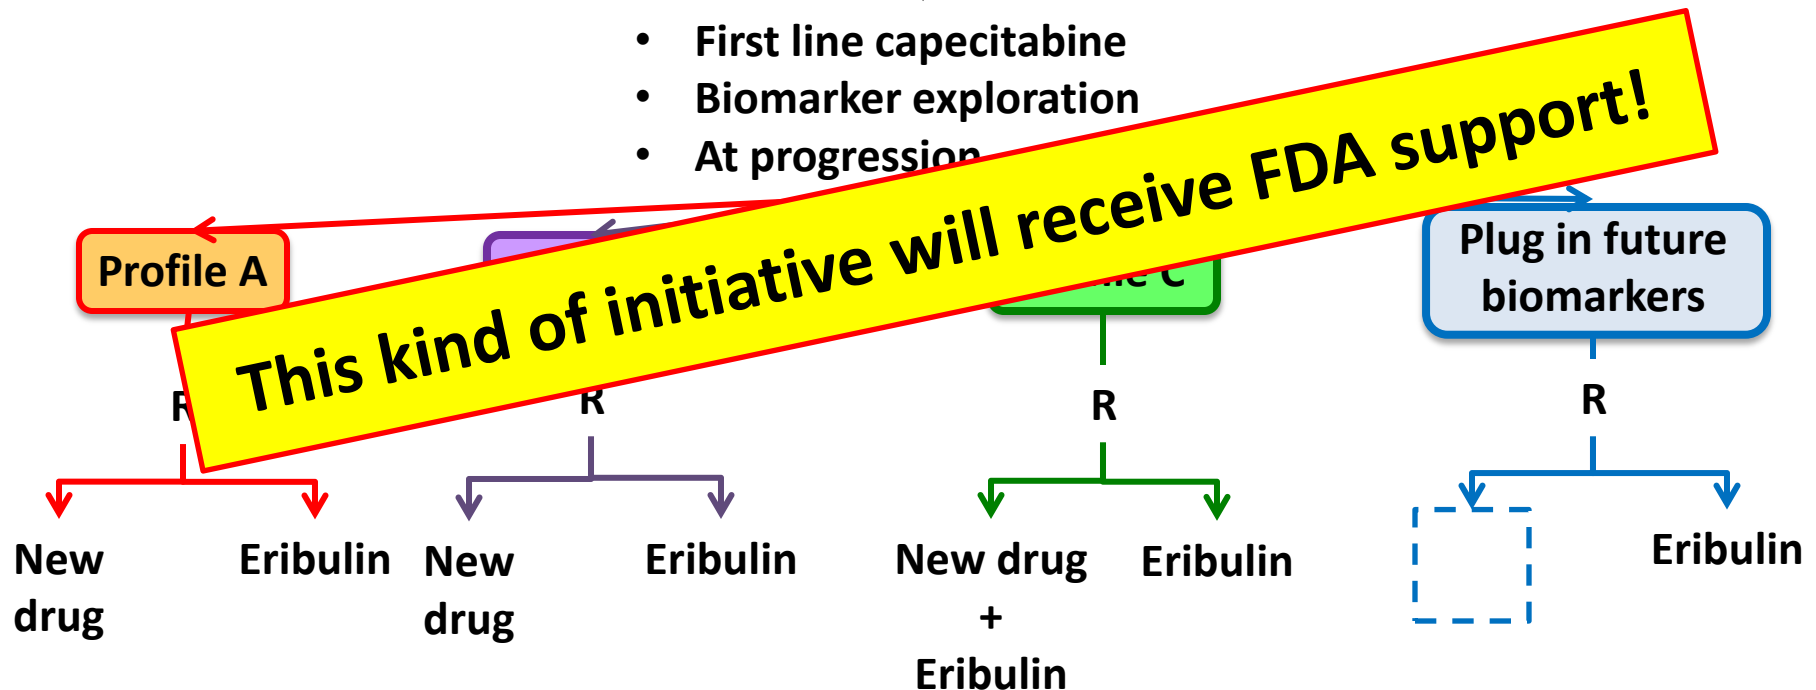 • First line capecitabine
• Biomarker exploration
• At progression
This kind of initiative will receive FDA support!
Profile A
C
Plug in future
biomarkers
R
R
R
R
New
drug
Eribulin
New
drug
Eribulin
New drug
+
Eribulin
Eribulin
Eribulin